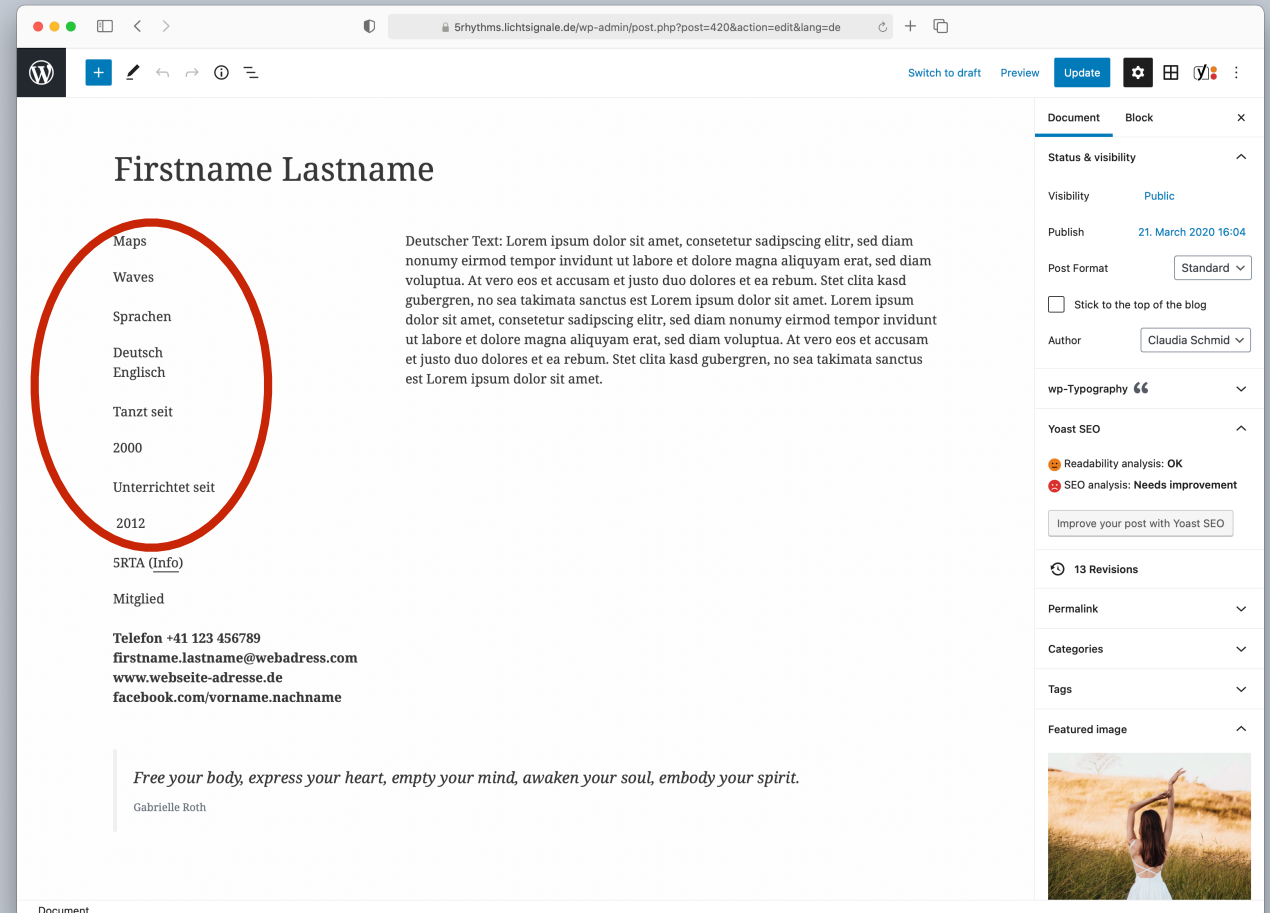 5rhythms.lichtsignale.de/wp-admin/post.php?post=420&action=edit&lang=de
Switch to draft
Preview
Update
Document
Block
Firstname Lastname
Maps
Waves
Sprachen
Deutsch
Englisch
Tanzt seit
2000
Unterrichtet seit
2012
5RTA (Info)
Mitglied
Telefon +41 123 456789
firstname.lastname@webadress.com
www.webseite-adresse.de
facebook.com/vorname.nachname
Deutscher Text: Lorem ipsum dolor sit amet, consetetur sadipscing elitr, sed diam
nonumy eirmod tempor invidunt ut labore et dolore magna aliquyam erat, sed diam
voluptua. At vero eos et accusam et justo duo dolores et ea rebum. Stet clita kasd
gubergren, no sea takimata sanctus est Lorem ipsum dolor sit amet. Lorem ipsum
dolor sit amet, consetetur sadipscing elitr, sed diam nonumy eirmod tempor invidunt
ut labore et dolore magna aliquyam erat, sed diam voluptua. At vero eos et accusam
et justo duo dolores et ea rebum. Stet clita kasd gubergren, no sea takimata sanctus
est Lorem ipsum dolor sit amet.
Free your body, express your heart, empty your mind, awaken your soul, embody your spirit.
Gabrielle Roth
Status & visibility
Visibility
Public
Publish
21. March 2020 16:04
Post Format
Standard
Stick to the top of the blog
Author
Claudia Schmid
wp-Typography
Yoast SEO
Readability analysis: OK
SEO analysis: Needs improvement
Improve your post with Yoast SEO
13 Revisions
Permalink
Categories
Tags
Featured image
Document